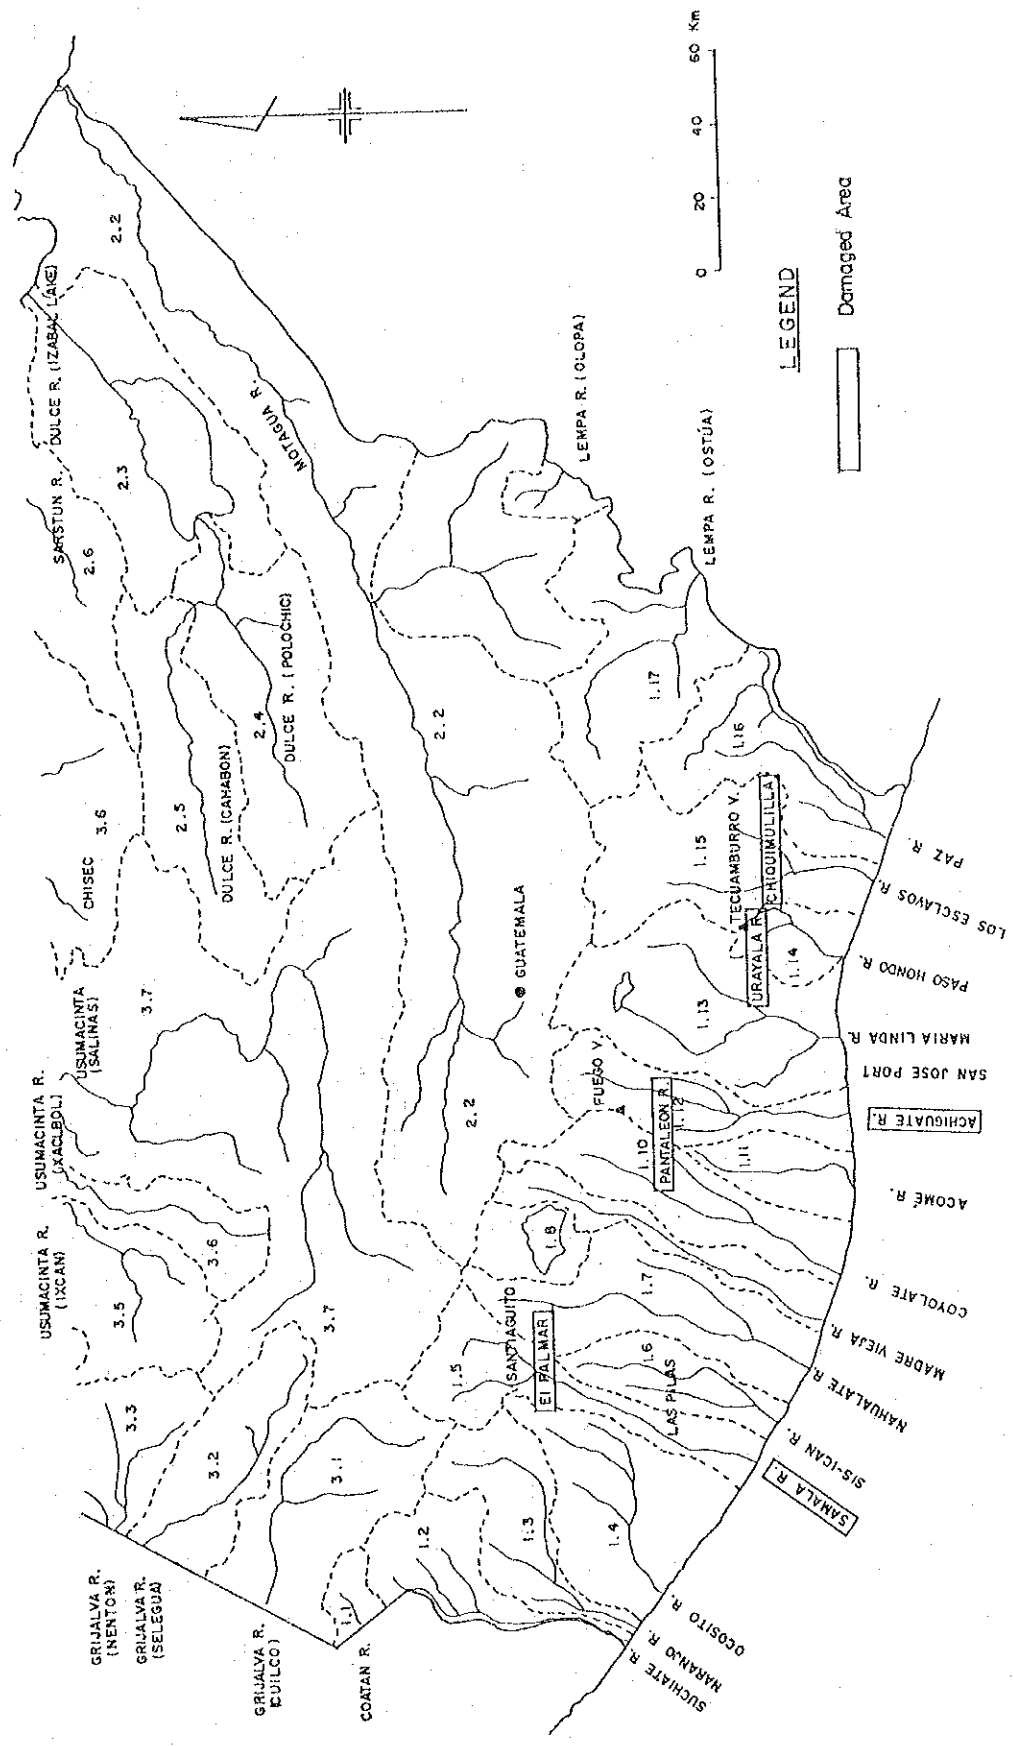 GRIJALVA R.
(NENTON)
GRIJALVA R.
(SELEGUA)
GRIJALVA R.
(CUILCO)
COATAN R.
USUMACINTA R.
(IXCAN)
USUMACINTA R.
(XACLBOL)
USUMACINTA
(SALINAS)
CHISEC
SARSTUN R.
DULCE R. (IZABAL LAKE)
DULCE R. (CAHABON)
DULCE R. (POLOCHIC)
MOTAGUA R.
LEMPA R. (OLOPA)
LEMPA R. (OSTÚA)
GUATEMALA
FUEGO V.
SANTIAGUITO
TECUAMBURRO V.
EI PALMAR
PANTALEON R.
URAYALA R.
CHIQUIMULILLA
LAS PILAS
3.3
3.5
3.6
3.7
3.6
2.6
2.3
2.2
3.2
3.1
3.7
2.5
2.4
2.2
2.2
1.1
1.2
1.3
1.4
1.5
1.6
1.7
1.8
1.10
1.11
1.12
1.13
1.14
1.15
1.16
1.17
SUCHIATE R.
NARANJO R.
OCOSITO R.
SAMALA R.
SIS-ICAN R.
NAHUALATE R.
MADRE VIEJA R.
COYOLATE R.
ACOMÉ R.
ACHIGUATE R.
SAN JOSE PORT
MARIA LINDA R.
PASO HONDO R.
LOS ESCLAVOS R.
PAZ R.
0 20 40 60 Km
LEGEND
Damaged Area